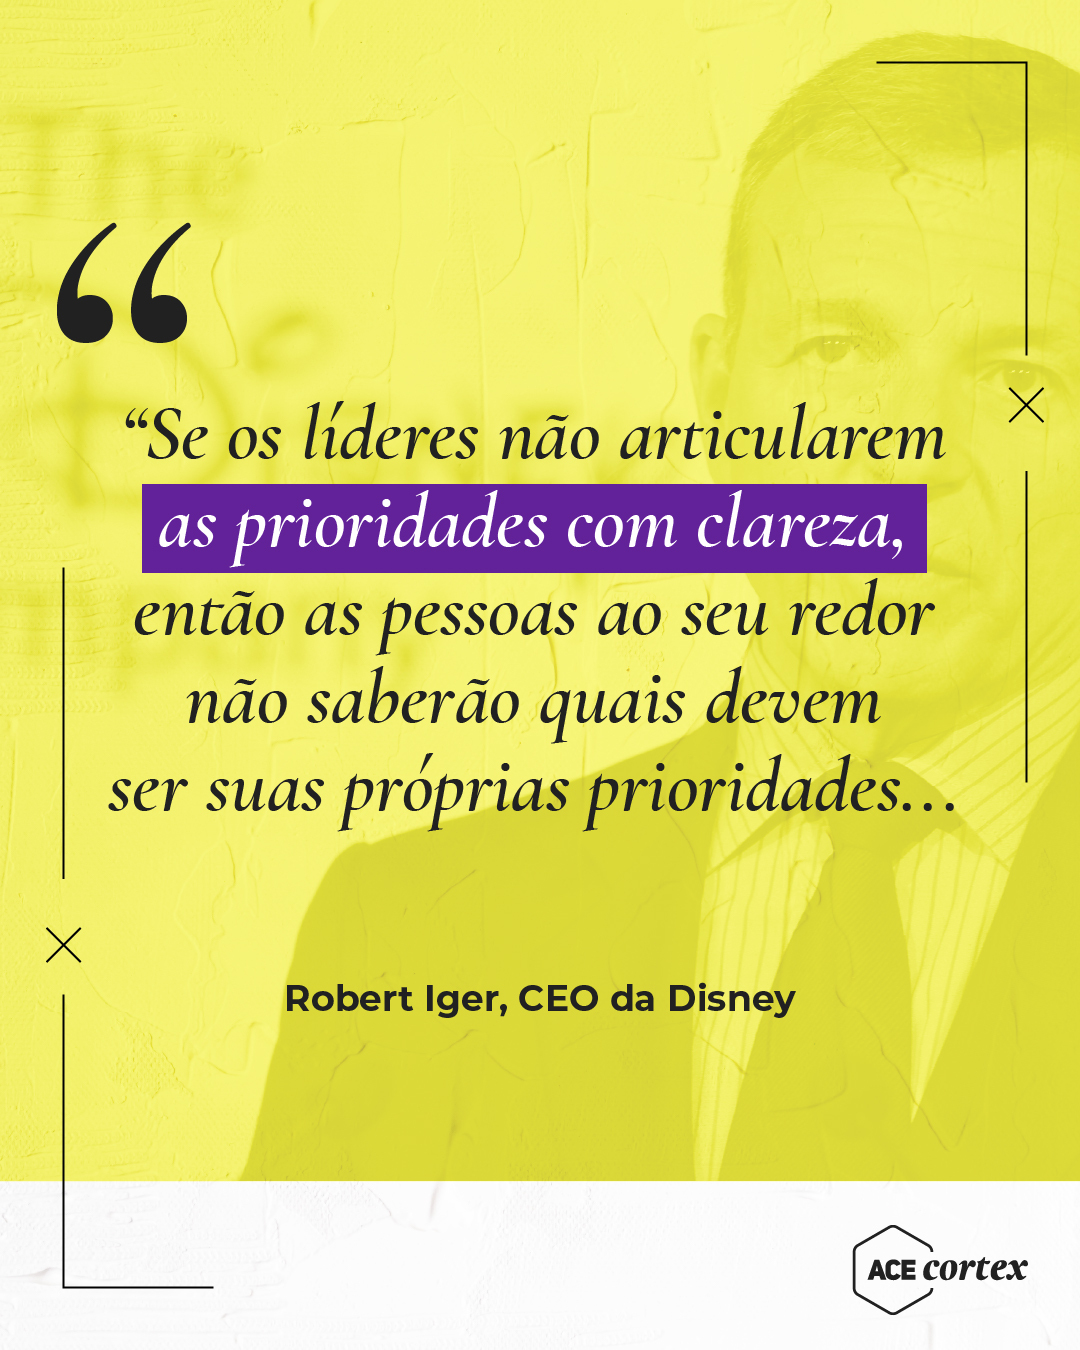 The
“
“Se os líderes não articularem
as prioridades com clareza,
então as pessoas ao seu redor
não saberão quais devem
ser suas próprias prioridades...
Robert Iger, CEO da Disney
ACE cortex